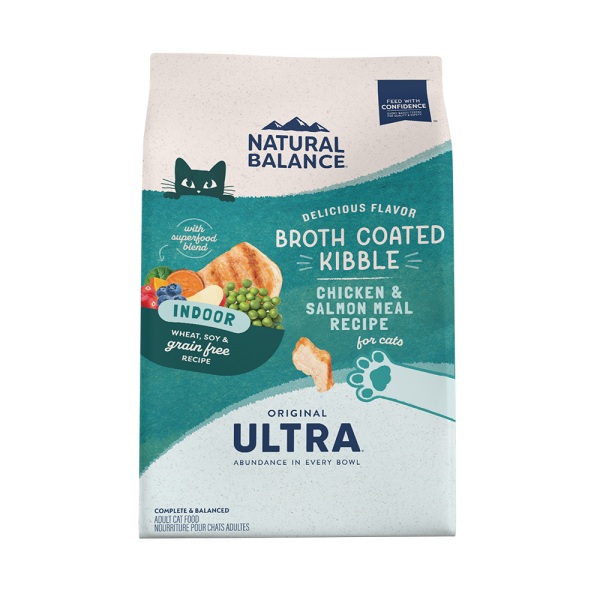 FEED WITH
CONFIDENCE
NATURAL
BALANCE
DELICIOUS FLAVOR
BROTH COATED
KIBBLE
with
superfood
blend
CHICKEN &
SALMON MEAL
RECIPE
for cats
INDOOR
WHEAT, SOY &
grain free
RECIPE
ORIGINAL
ULTRA
ABUNDANCE IN EVERY BOWL
COMPLETE & BALANCED
ADULT CAT FOOD
NOURRITURE POUR CHATS ADULTES